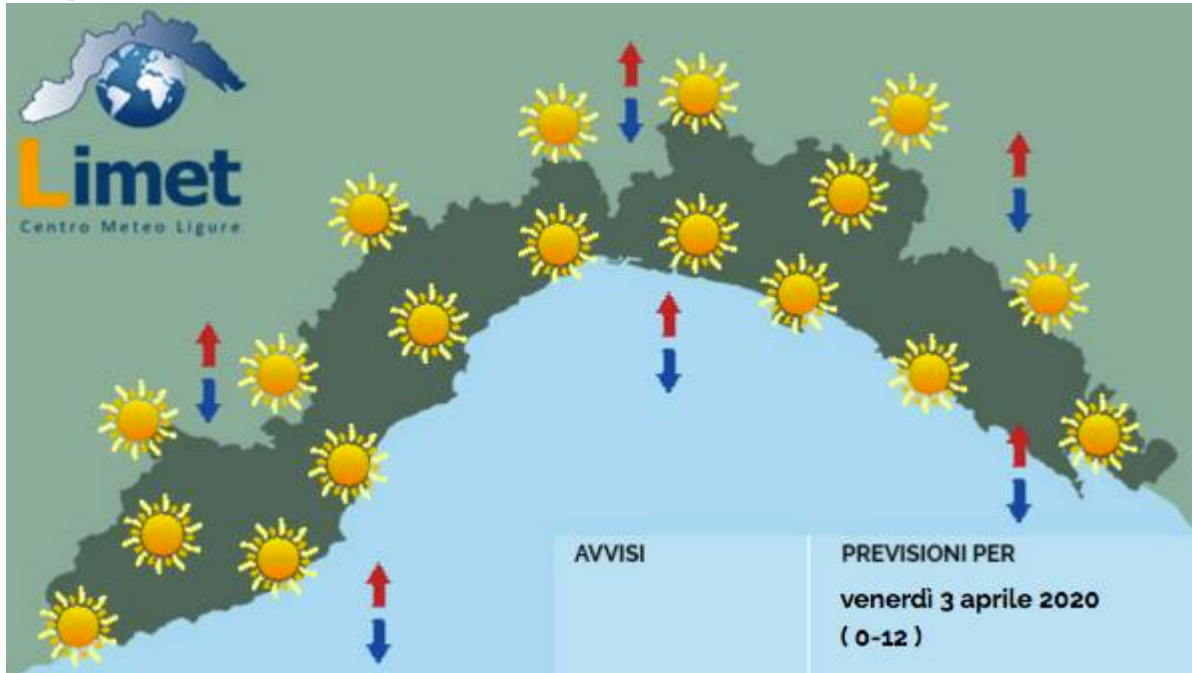 Limet
Centro Meteo Ligure
AVVISI
PREVISIONI PER
venerdì 3 aprile 2020
( 0-12 )